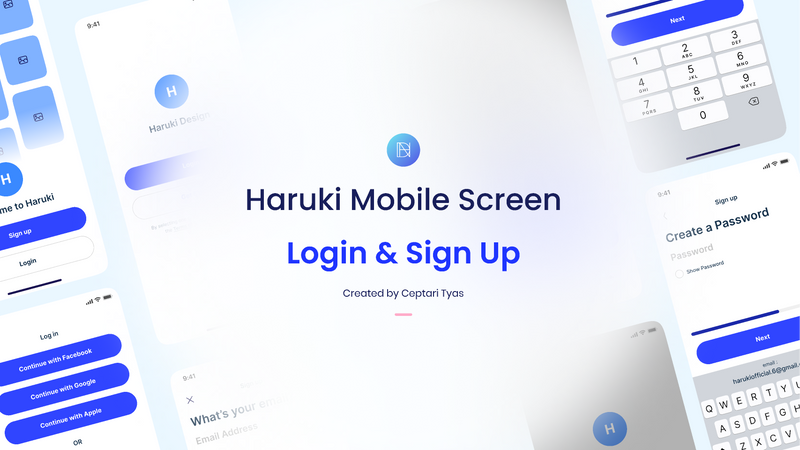 9:41
H
Haruki Design
H
me to Haruki
Sign up
Login
Log in
Continue with Facebook
Continue with Google
Continue with Apple
OR
Haruki Mobile Screen
Login & Sign Up
Created by Ceptari Tyas
9:41
What's your
Email Address
H
Next
1
2 ABC
3 DEF
4 GHI
5 JKL
6 MNO
7 PQRS
8 TUV
9 WXYZ
0
9:41
Sign up
Create a Password
Password
Show Password
Next
email :
harukiofficial.6@gmail.
Q W E R T Y U
A S D F G H
Z X C V